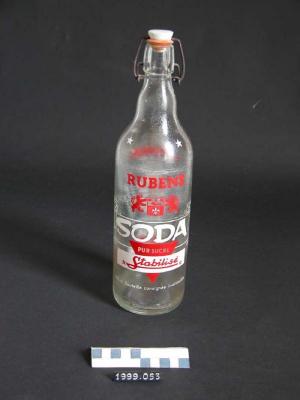 RUBENS
SODA
PUR SUCRE
Stabilisé
1999.053